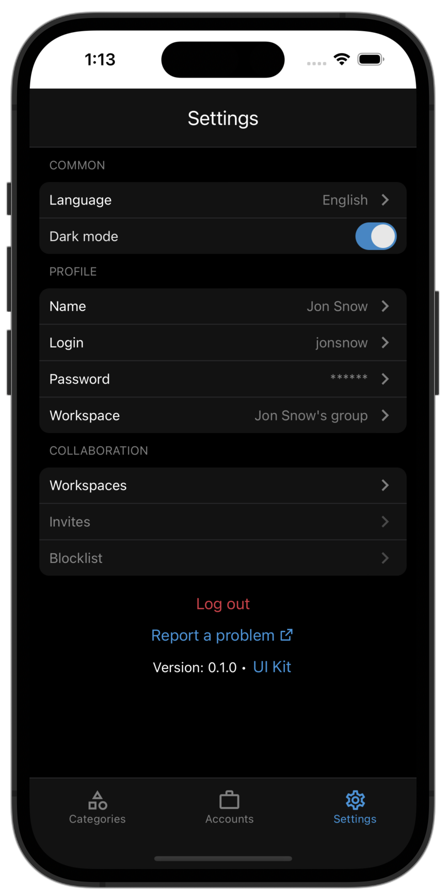 1:13
Settings
COMMON
Language English
Dark mode
PROFILE
Name Jon Snow
Login jonsnow
Password ******
Workspace Jon Snow's group
COLLABORATION
Workspaces
Invites
Blocklist
Log out
Report a problem
Version: 0.1.0 • UI Kit
Categories Accounts Settings